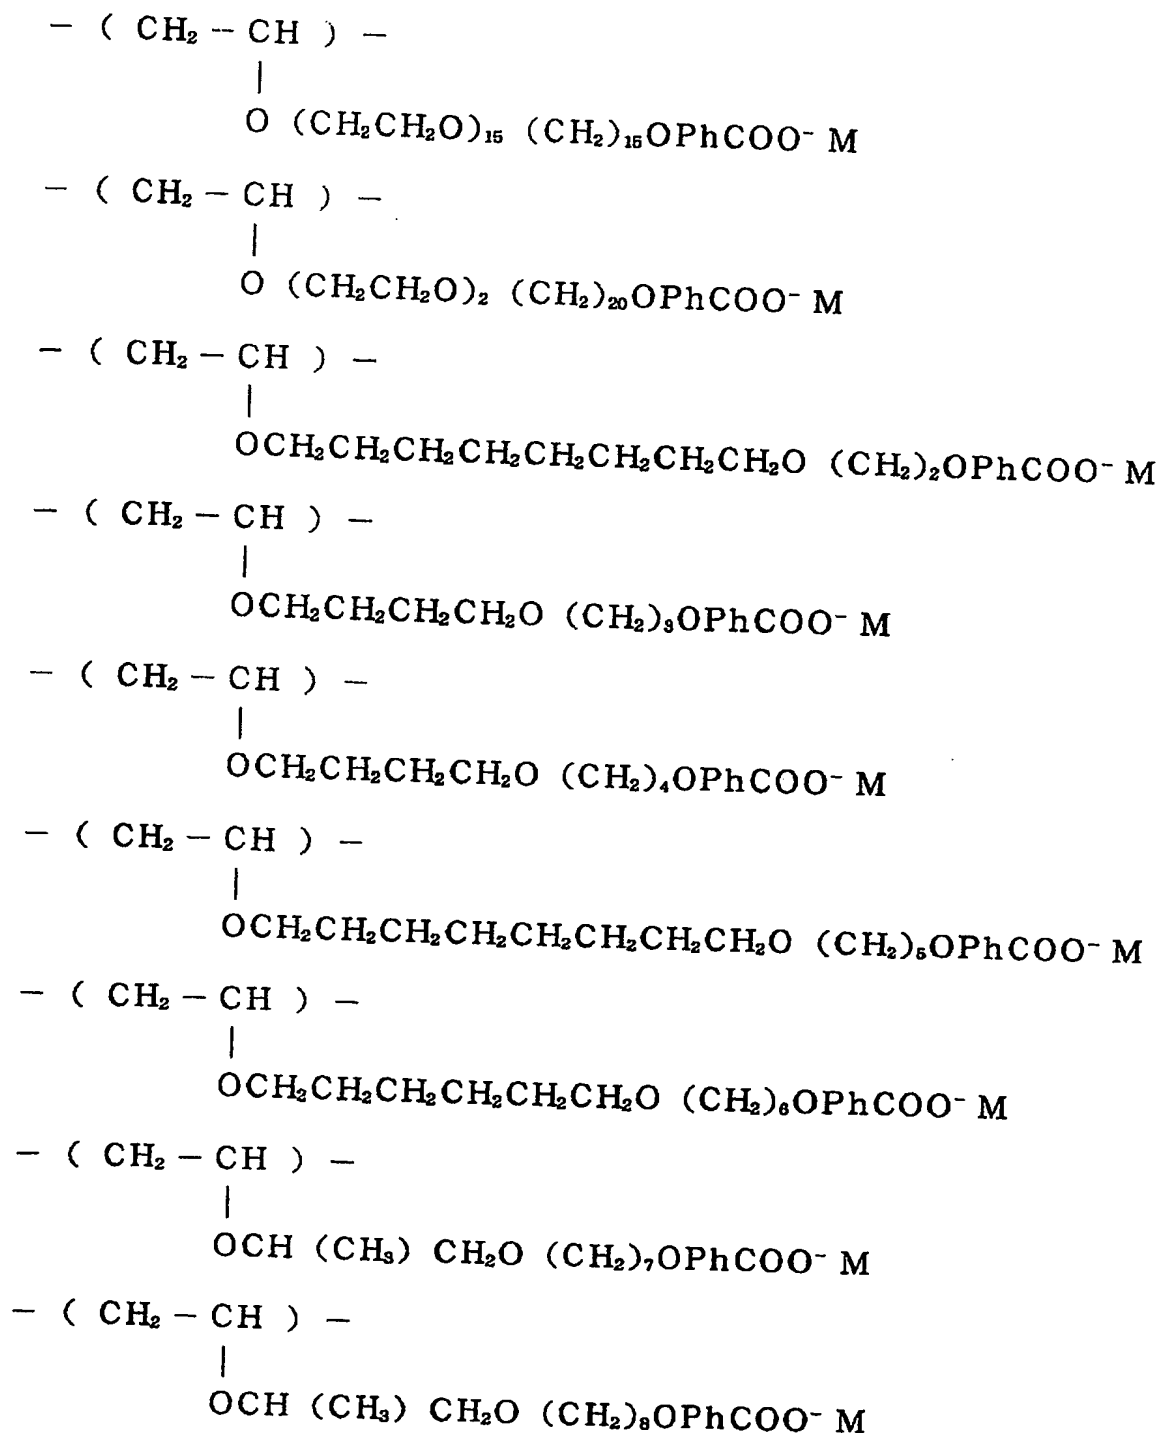 — ( CH₂ — CH ) —
|
O (CH₂CH₂O)₁₅ (CH₂)₁₅OPhCOO⁻ M
— ( CH₂ — CH ) —
|
O (CH₂CH₂O)₂ (CH₂)₂₀OPhCOO⁻ M
— ( CH₂ — CH ) —
|
OCH₂CH₂CH₂CH₂CH₂CH₂CH₂CH₂O (CH₂)₂OPhCOO⁻ M
— ( CH₂ — CH ) —
|
OCH₂CH₂CH₂CH₂O (CH₂)₃OPhCOO⁻ M
— ( CH₂ — CH ) —
|
OCH₂CH₂CH₂CH₂O (CH₂)₄OPhCOO⁻ M
— ( CH₂ — CH ) —
|
OCH₂CH₂CH₂CH₂CH₂CH₂CH₂CH₂O (CH₂)₅OPhCOO⁻ M
— ( CH₂ — CH ) —
|
OCH₂CH₂CH₂CH₂CH₂CH₂O (CH₂)₆OPhCOO⁻ M
— ( CH₂ — CH ) —
|
OCH (CH₃) CH₂O (CH₂)₇OPhCOO⁻ M
— ( CH₂ — CH ) —
|
OCH (CH₃) CH₂O (CH₂)₈OPhCOO⁻ M